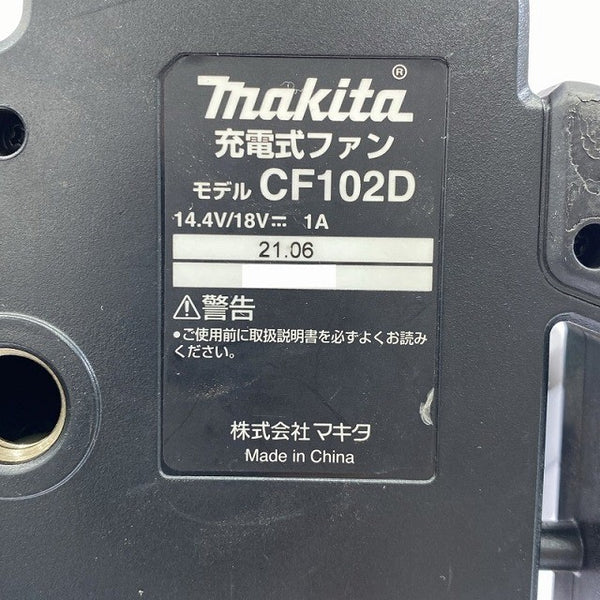 makita®
充電式ファン
モデル CF102D
14.4V/18V⎓ 1A
21.06
⚠警告
●ご使用前に取扱説明書を必ずよくお読み
ください。
株式会社マキタ
Made in China